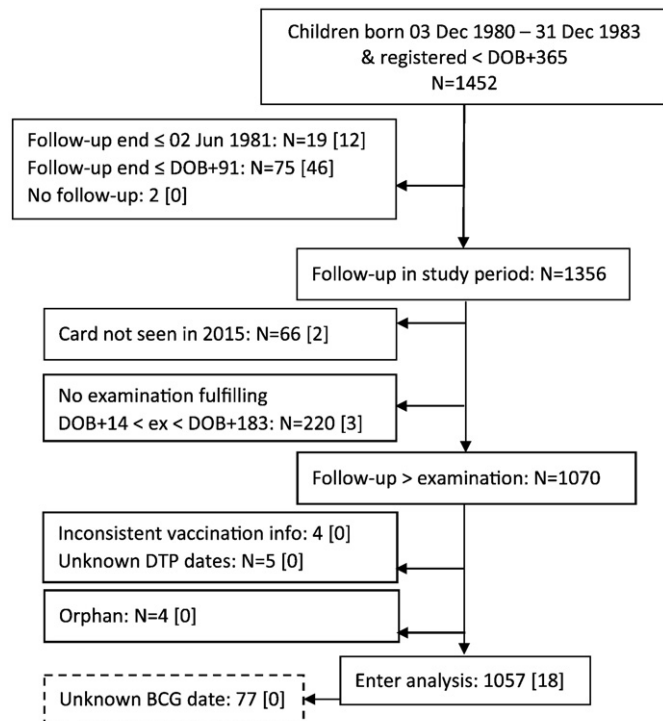 Children born 03 Dec 1980 – 31 Dec 1983
& registered < DOB+365
N=1452
Follow-up end ≤ 02 Jun 1981: N=19 [12]
Follow-up end ≤ DOB+91: N=75 [46]
No follow-up: 2 [0]
Follow-up in study period: N=1356
Card not seen in 2015: N=66 [2]
No examination fulfilling
DOB+14 < ex < DOB+183: N=220 [3]
Follow-up > examination: N=1070
Inconsistent vaccination info: 4 [0]
Unknown DTP dates: N=5 [0]
Orphan: N=4 [0]
Enter analysis: 1057 [18]
Unknown BCG date: 77 [0]